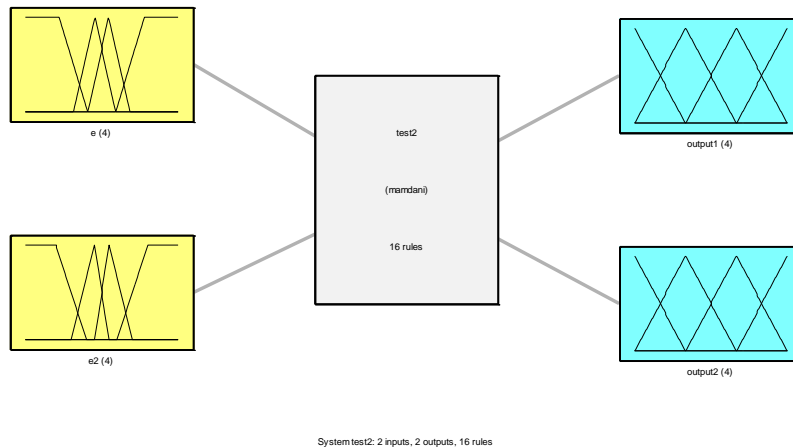 e (4)
e2 (4)
test2
(mamdani)
16 rules
output1 (4)
output2 (4)
System test2: 2 inputs, 2 outputs, 16 rules